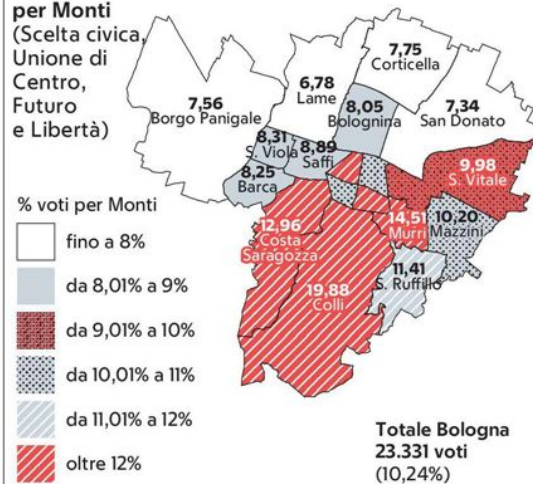 per Monti
(Scelta civica,
Unione di
Centro,
Futuro
e Libertà)
7,75
Corticella
6,78
Lame
7,56
Borgo Panigale
8,05
Bolognina
7,34
San Donato
8,31
S. Viola
8,89
Saffi
8,25
Barca
9,98
S. Vitale
12,96
Costa
Saragozza
14,51
Murri
10,20
Mazzini
11,41
S. Ruffillo
19,88
Colli
% voti per Monti
fino a 8%
da 8,01% a 9%
da 9,01% a 10%
da 10,01% a 11%
da 11,01% a 12%
oltre 12%
Totale Bologna
23.331 voti
(10,24%)